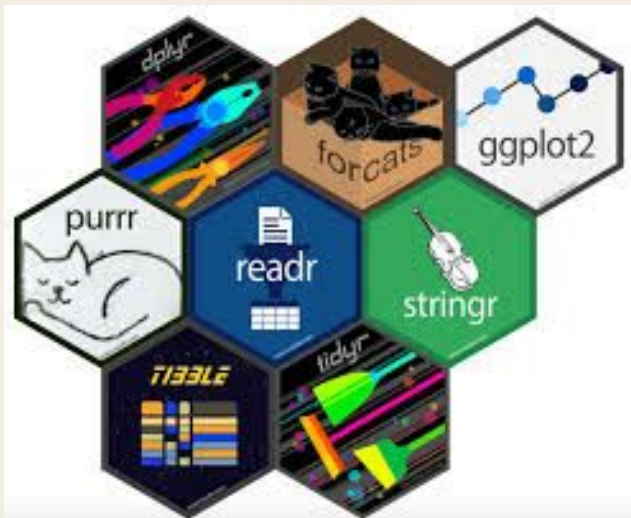 dplyr
forcats
ggplot2
purrr
readr
stringr
TIBBLE
tidyr